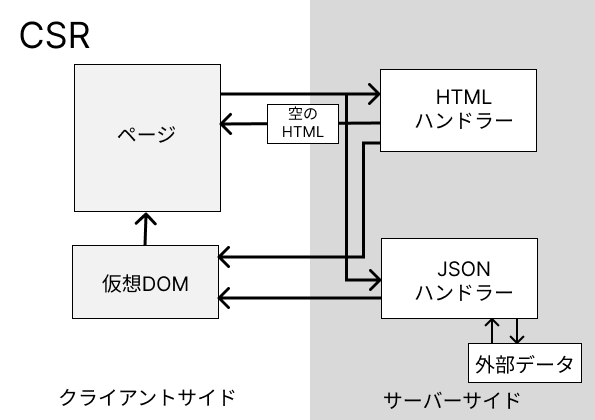 CSR
ページ
空の
HTML
HTML
ハンドラー
仮想DOM
JSON
ハンドラー
外部データ
クライアントサイド
サーバーサイド